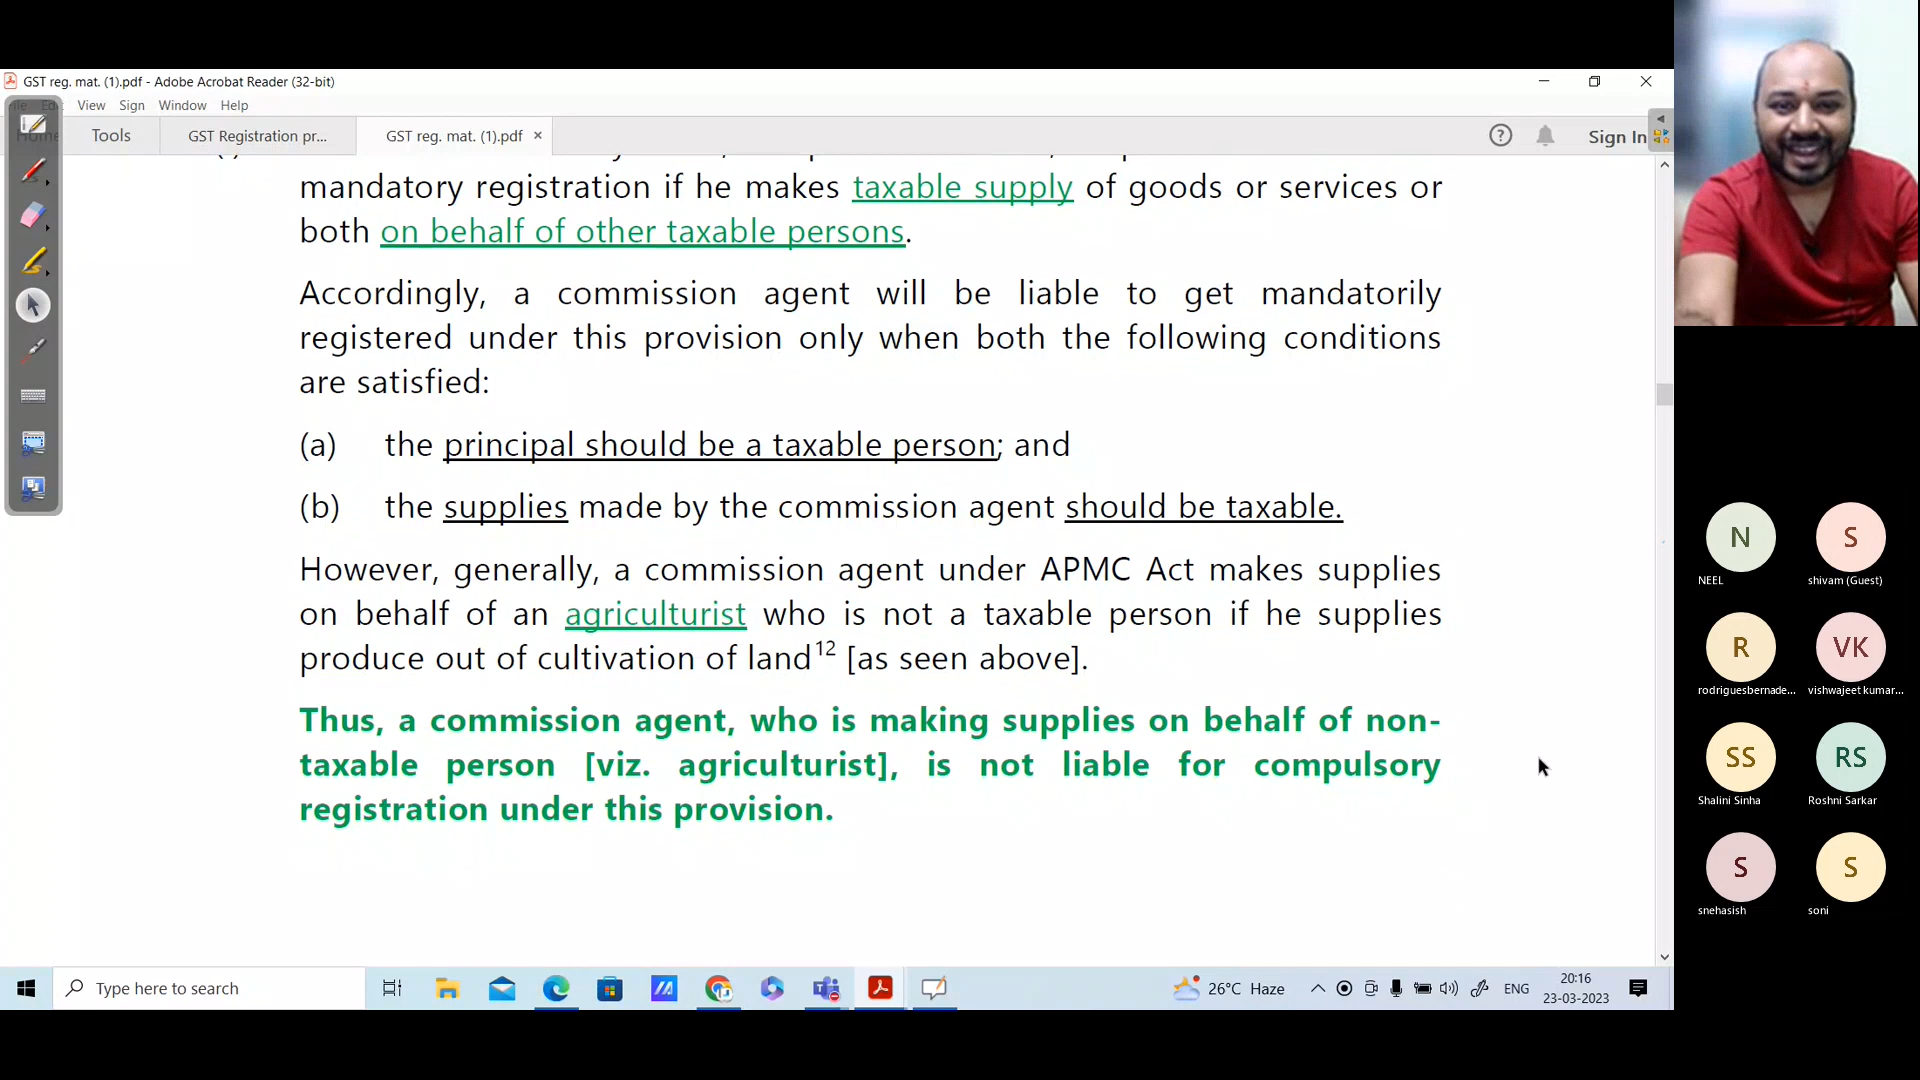 GST reg. mat. (1).pdf - Adobe Acrobat Reader (32-bit)
View Sign Window Help
Tools GST Registration pr... GST reg. mat. (1).pdf × Sign In
mandatory registration if he makes taxable supply of goods or services or
both on behalf of other taxable persons.
Accordingly, a commission agent will be liable to get mandatorily
registered under this provision only when both the following conditions
are satisfied:
(a) the principal should be a taxable person; and
(b) the supplies made by the commission agent should be taxable.
However, generally, a commission agent under APMC Act makes supplies
on behalf of an agriculturist who is not a taxable person if he supplies
produce out of cultivation of land12 [as seen above].
Thus, a commission agent, who is making supplies on behalf of non-
taxable person [viz. agriculturist], is not liable for compulsory
registration under this provision.
N S
NEEL shivam (Guest)
R VK
rodriguesbernade... vishwajeet kumar...
SS RS
Shalini Sinha Roshni Sarkar
S S
snehasish soni
Type here to search 26°C Haze ENG 20:16
23-03-2023